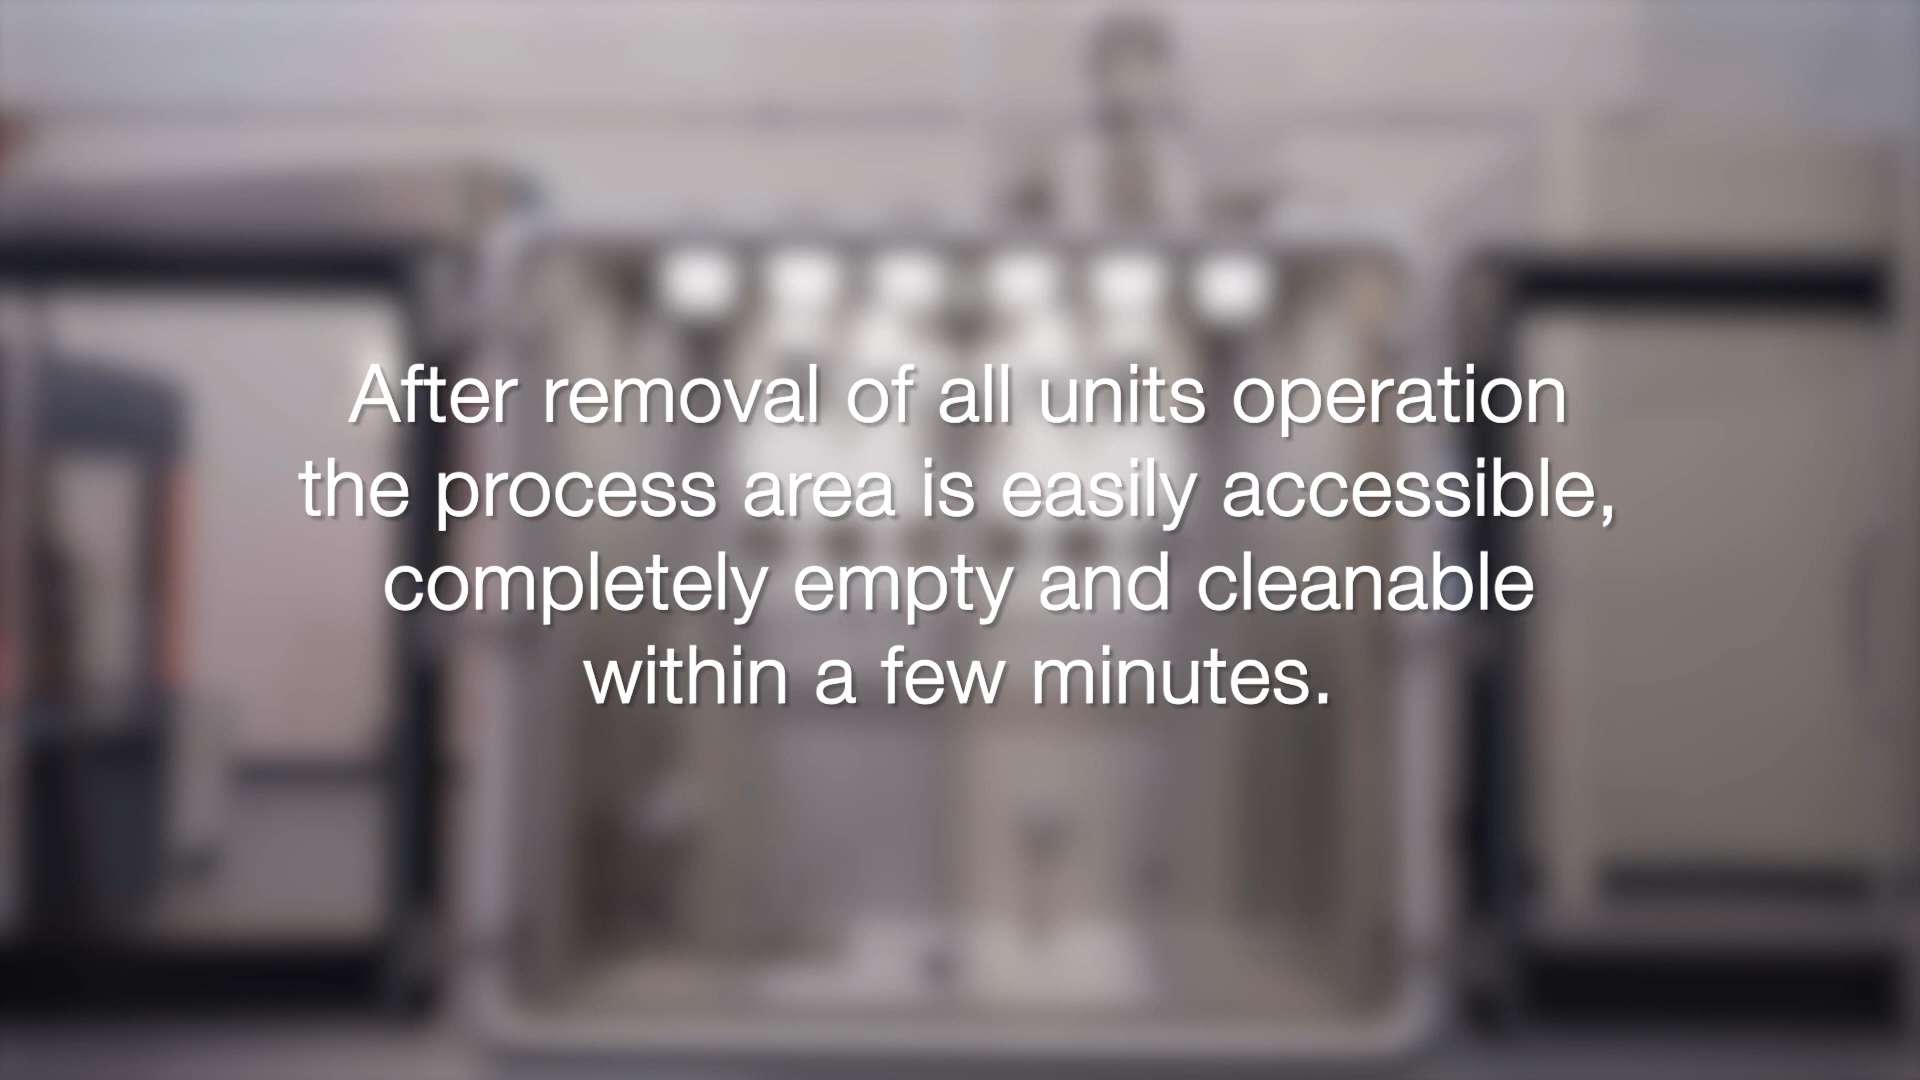 After removal of all units operation
the process area is easily accessible,
completely empty and cleanable
within a few minutes.